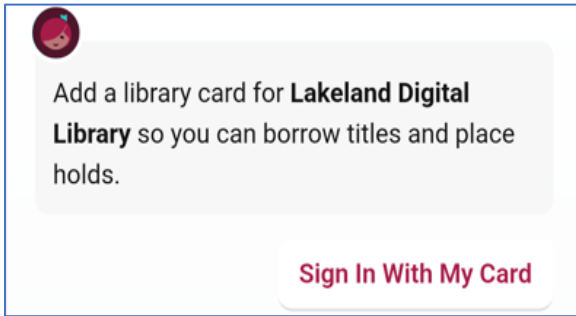 Add a library card for Lakeland Digital
Library so you can borrow titles and place
holds.
Sign In With My Card